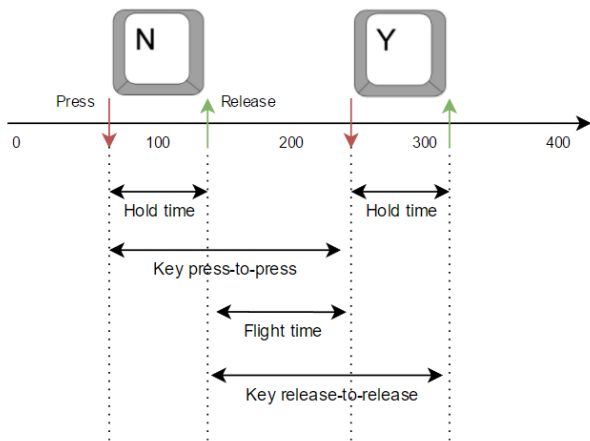 N Y
Press Release
0 100 200 300 400
Hold time Hold time
Key press-to-press
Flight time
Key release-to-release